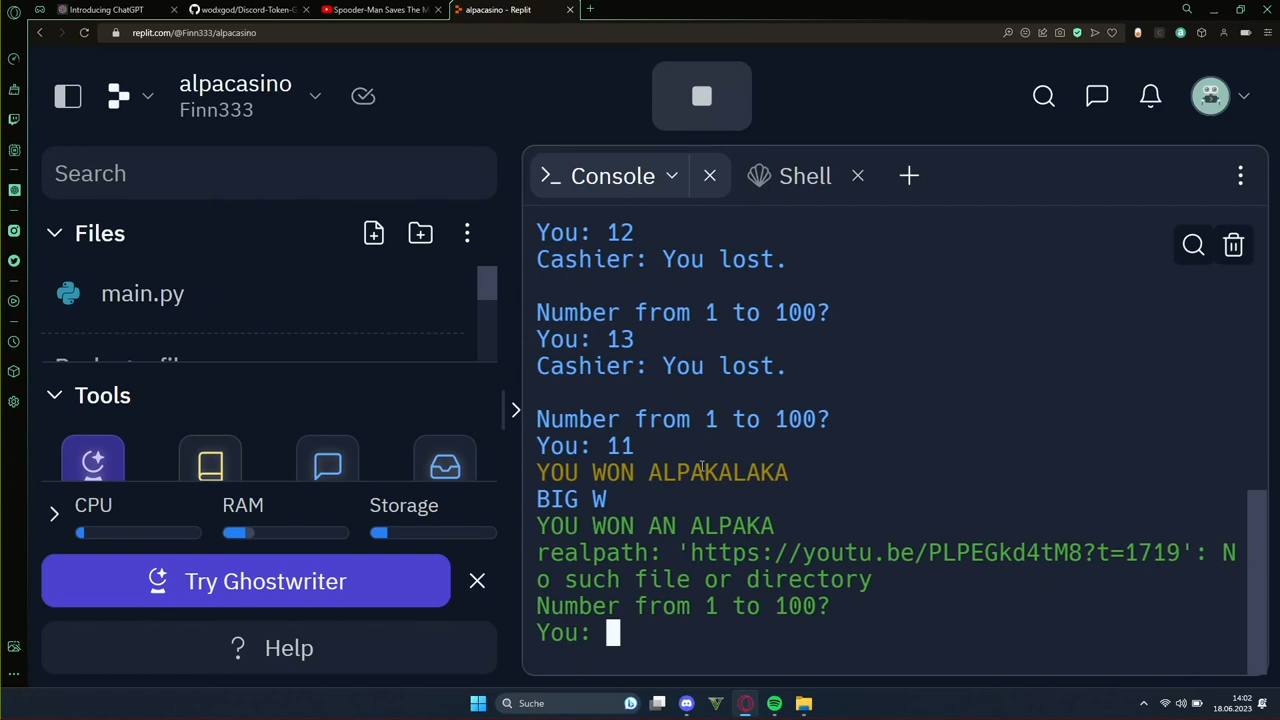 Introducing ChatGPT
wodxgod/Discord-Token-G
Spooder-Man Saves The M
alpacasino - Replit
replit.com/@Finn333/alpacasino
alpacasino
Finn333
Search
Files
main.py
Tools
CPU
RAM
Storage
Try Ghostwriter
? Help
>_ Console
Shell
You: 12
Cashier: You lost.
Number from 1 to 100?
You: 13
Cashier: You lost.
Number from 1 to 100?
You: 11
YOU WON ALPAKALAKA
BIG W
YOU WON AN ALPAKA
realpath: 'https://youtu.be/PLPEGkd4tM8?t=1719': N
o such file or directory
Number from 1 to 100?
You:
Suche
14:02
18.06.2023